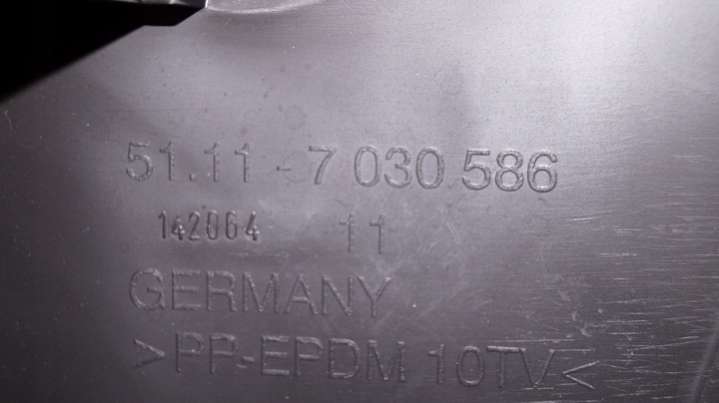 51.11 - 7 030 586
142064 11
GERMANY
>PP-EPDM 10TV<